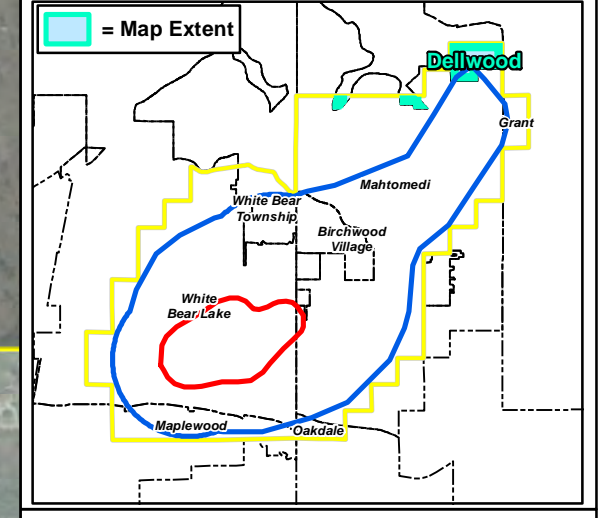 = Map Extent
Dellwood
Grant
Mahtomedi
White Bear
Township
Birchwood
Village
White
Bear Lake
Maplewood
Oakdale